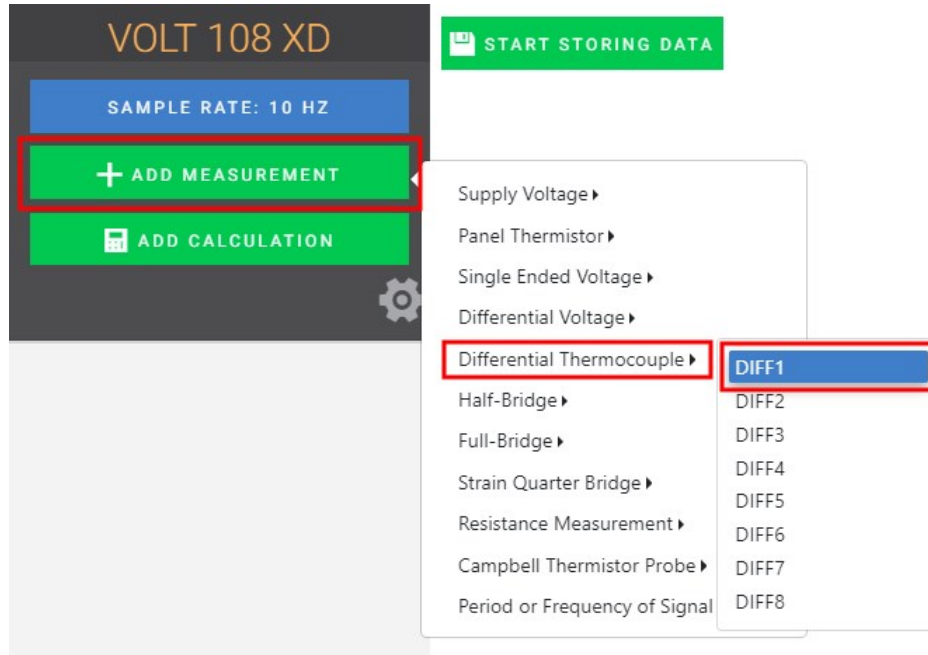 VOLT 108 XD
START STORING DATA
SAMPLE RATE: 10 HZ
ADD MEASUREMENT
ADD CALCULATION
Supply Voltage
Panel Thermistor
Single Ended Voltage
Differential Voltage
Differential Thermocouple
Half-Bridge
Full-Bridge
Strain Quarter Bridge
Resistance Measurement
Campbell Thermistor Probe
Period or Frequency of Signal
DIFF1
DIFF2
DIFF3
DIFF4
DIFF5
DIFF6
DIFF7
DIFF8